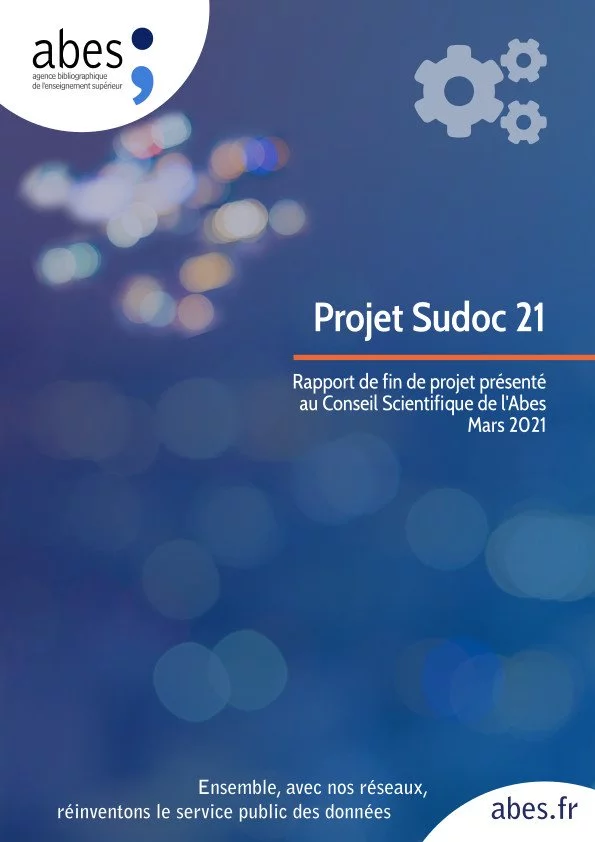 abes
agence bibliographique
de l'enseignement supérieur
Projet Sudoc 21
Rapport de fin de projet présenté
au Conseil Scientifique de l'Abes
Mars 2021
Ensemble, avec nos réseaux,
réinventons le service public des données
abes.fr